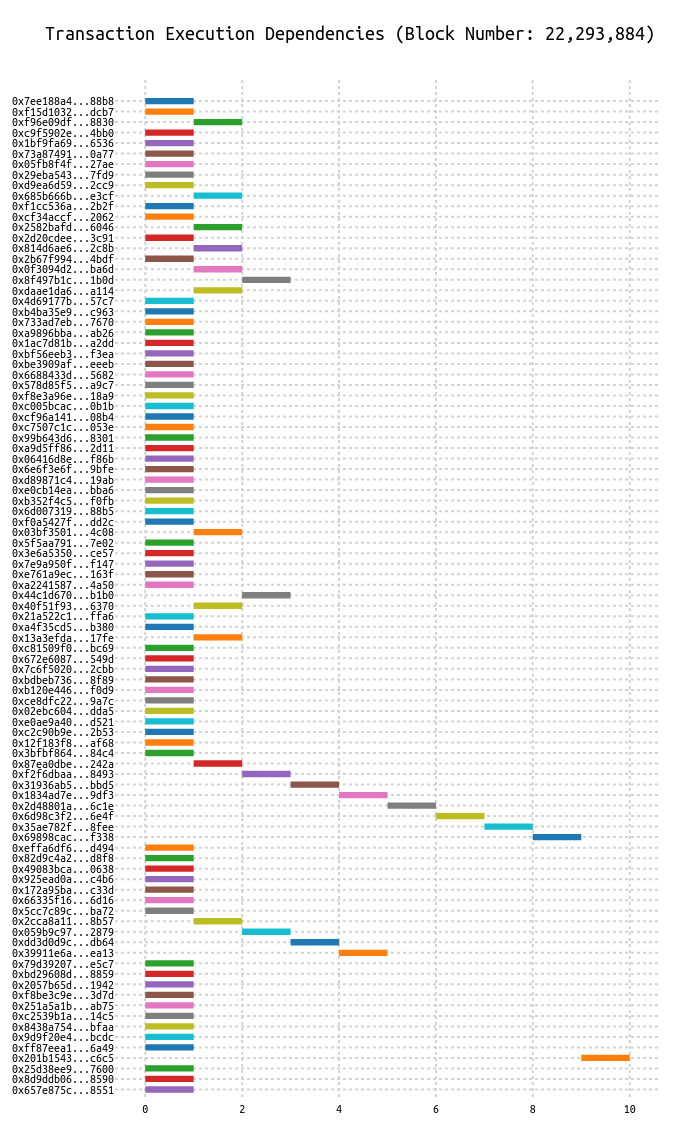 Transaction Execution Dependencies (Block Number: 22,293,884)
0x7ee188a4...88b8
0xf15d1032...dcb7
0xf96e09df...8830
0xc9f5902e...4bb0
0x1bf9fa69...6536
0x73a87491...0a77
0x05fb8f4f...27ae
0x29eba543...7fd9
0xd9ea6d59...2cc9
0x685b666b...e3cf
0xf1cc536a...2b2f
0xcf34accf...2062
0x2582bafd...6046
0x2d20cdee...3c91
0x814d6ae6...2c8b
0x2b67f994...4bdf
0x0f3094d2...ba6d
0x8f497b1c...1b0d
0xdaae1da6...a114
0x4d69177b...57c7
0xb4ba35e9...c963
0x733ad7eb...7670
0xa9896bba...ab26
0x1ac7d81b...a2dd
0xbf56eeb3...f3ea
0xbe3909af...eeeb
0x6688433d...5682
0x578d85f5...a9c7
0xf8e3a96e...18a9
0xc005bcac...0b1b
0xcf96a141...08b4
0xc7507c1c...053e
0x99b643d6...8301
0xa9d5ff86...2d11
0x06416d8e...f86b
0x6e6f3e6f...9bfe
0xd89871c4...19ab
0xe0cb14ea...bba6
0xb352f4c5...f0fb
0x6d007319...88b5
0xf0a5427f...dd2c
0x03bf3501...4c08
0x5f5aa791...7e02
0x3e6a5350...ce57
0x7e9a950f...f147
0xe761a9ec...163f
0xa2241587...4a50
0x44c1d670...b1b0
0x40f51f93...6370
0x21a522c1...ffa6
0xa4f35cd5...b380
0x13a3efda...17fe
0xc81509f0...bc69
0x672e6087...549d
0x7c6f5020...2cbb
0xbdbeb736...8f89
0xb120e446...f0d9
0xce8dfc22...9a7c
0x02ebc604...dda5
0xe0ae9a40...d521
0xc2c90b9e...2b53
0x12f183f8...af68
0x3bfbf864...84c4
0x87ea0dbe...242a
0xf2f6dbaa...8493
0x31936ab5...bbd5
0x1834ad7e...9df3
0x2d48801a...6c1e
0x6d98c3f2...6e4f
0x35ae782f...8fee
0x69898cac...f338
0xeffa6df6...d494
0x82d9c4a2...d8f8
0x49083bca...0638
0x925ead0a...c4b6
0x172a95ba...c33d
0x66335f16...6d16
0x5cc7c89c...ba72
0x2cca8a11...8b57
0x059b9c97...2879
0xdd3d0d9c...db64
0x39911e6a...ea13
0x79d39207...e5c7
0xbd29608d...8859
0x2057b65d...1942
0xf8be3c9e...3d7d
0x251a5a1b...ab75
0xc2539b1a...14c5
0x8438a754...bfaa
0x9d9f20e4...bcdc
0xff87eea1...6a49
0x201b1543...c6c5
0x25d38ee9...7600
0x8d9ddb06...8590
0x657e875c...8551
0 2 4 6 8 10